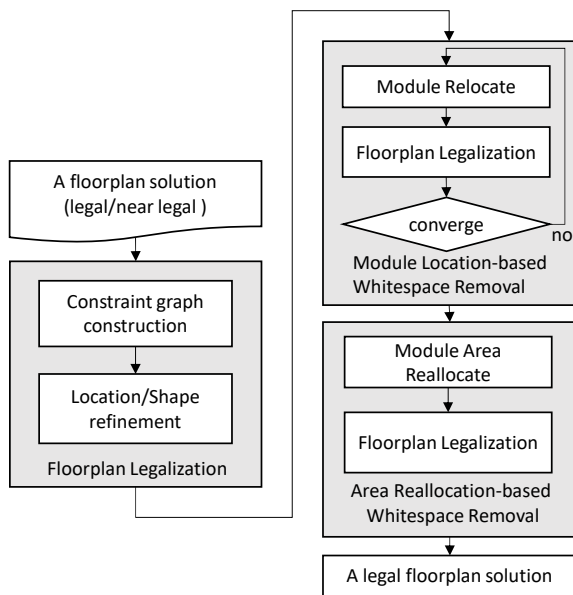 A floorplan solution
(legal/near legal )
Constraint graph
construction
Location/Shape
refinement
Floorplan Legalization
Module Relocate
Floorplan Legalization
converge
no
Module Location-based
Whitespace Removal
Module Area
Reallocate
Floorplan Legalization
Area Reallocation-based
Whitespace Removal
A legal floorplan solution